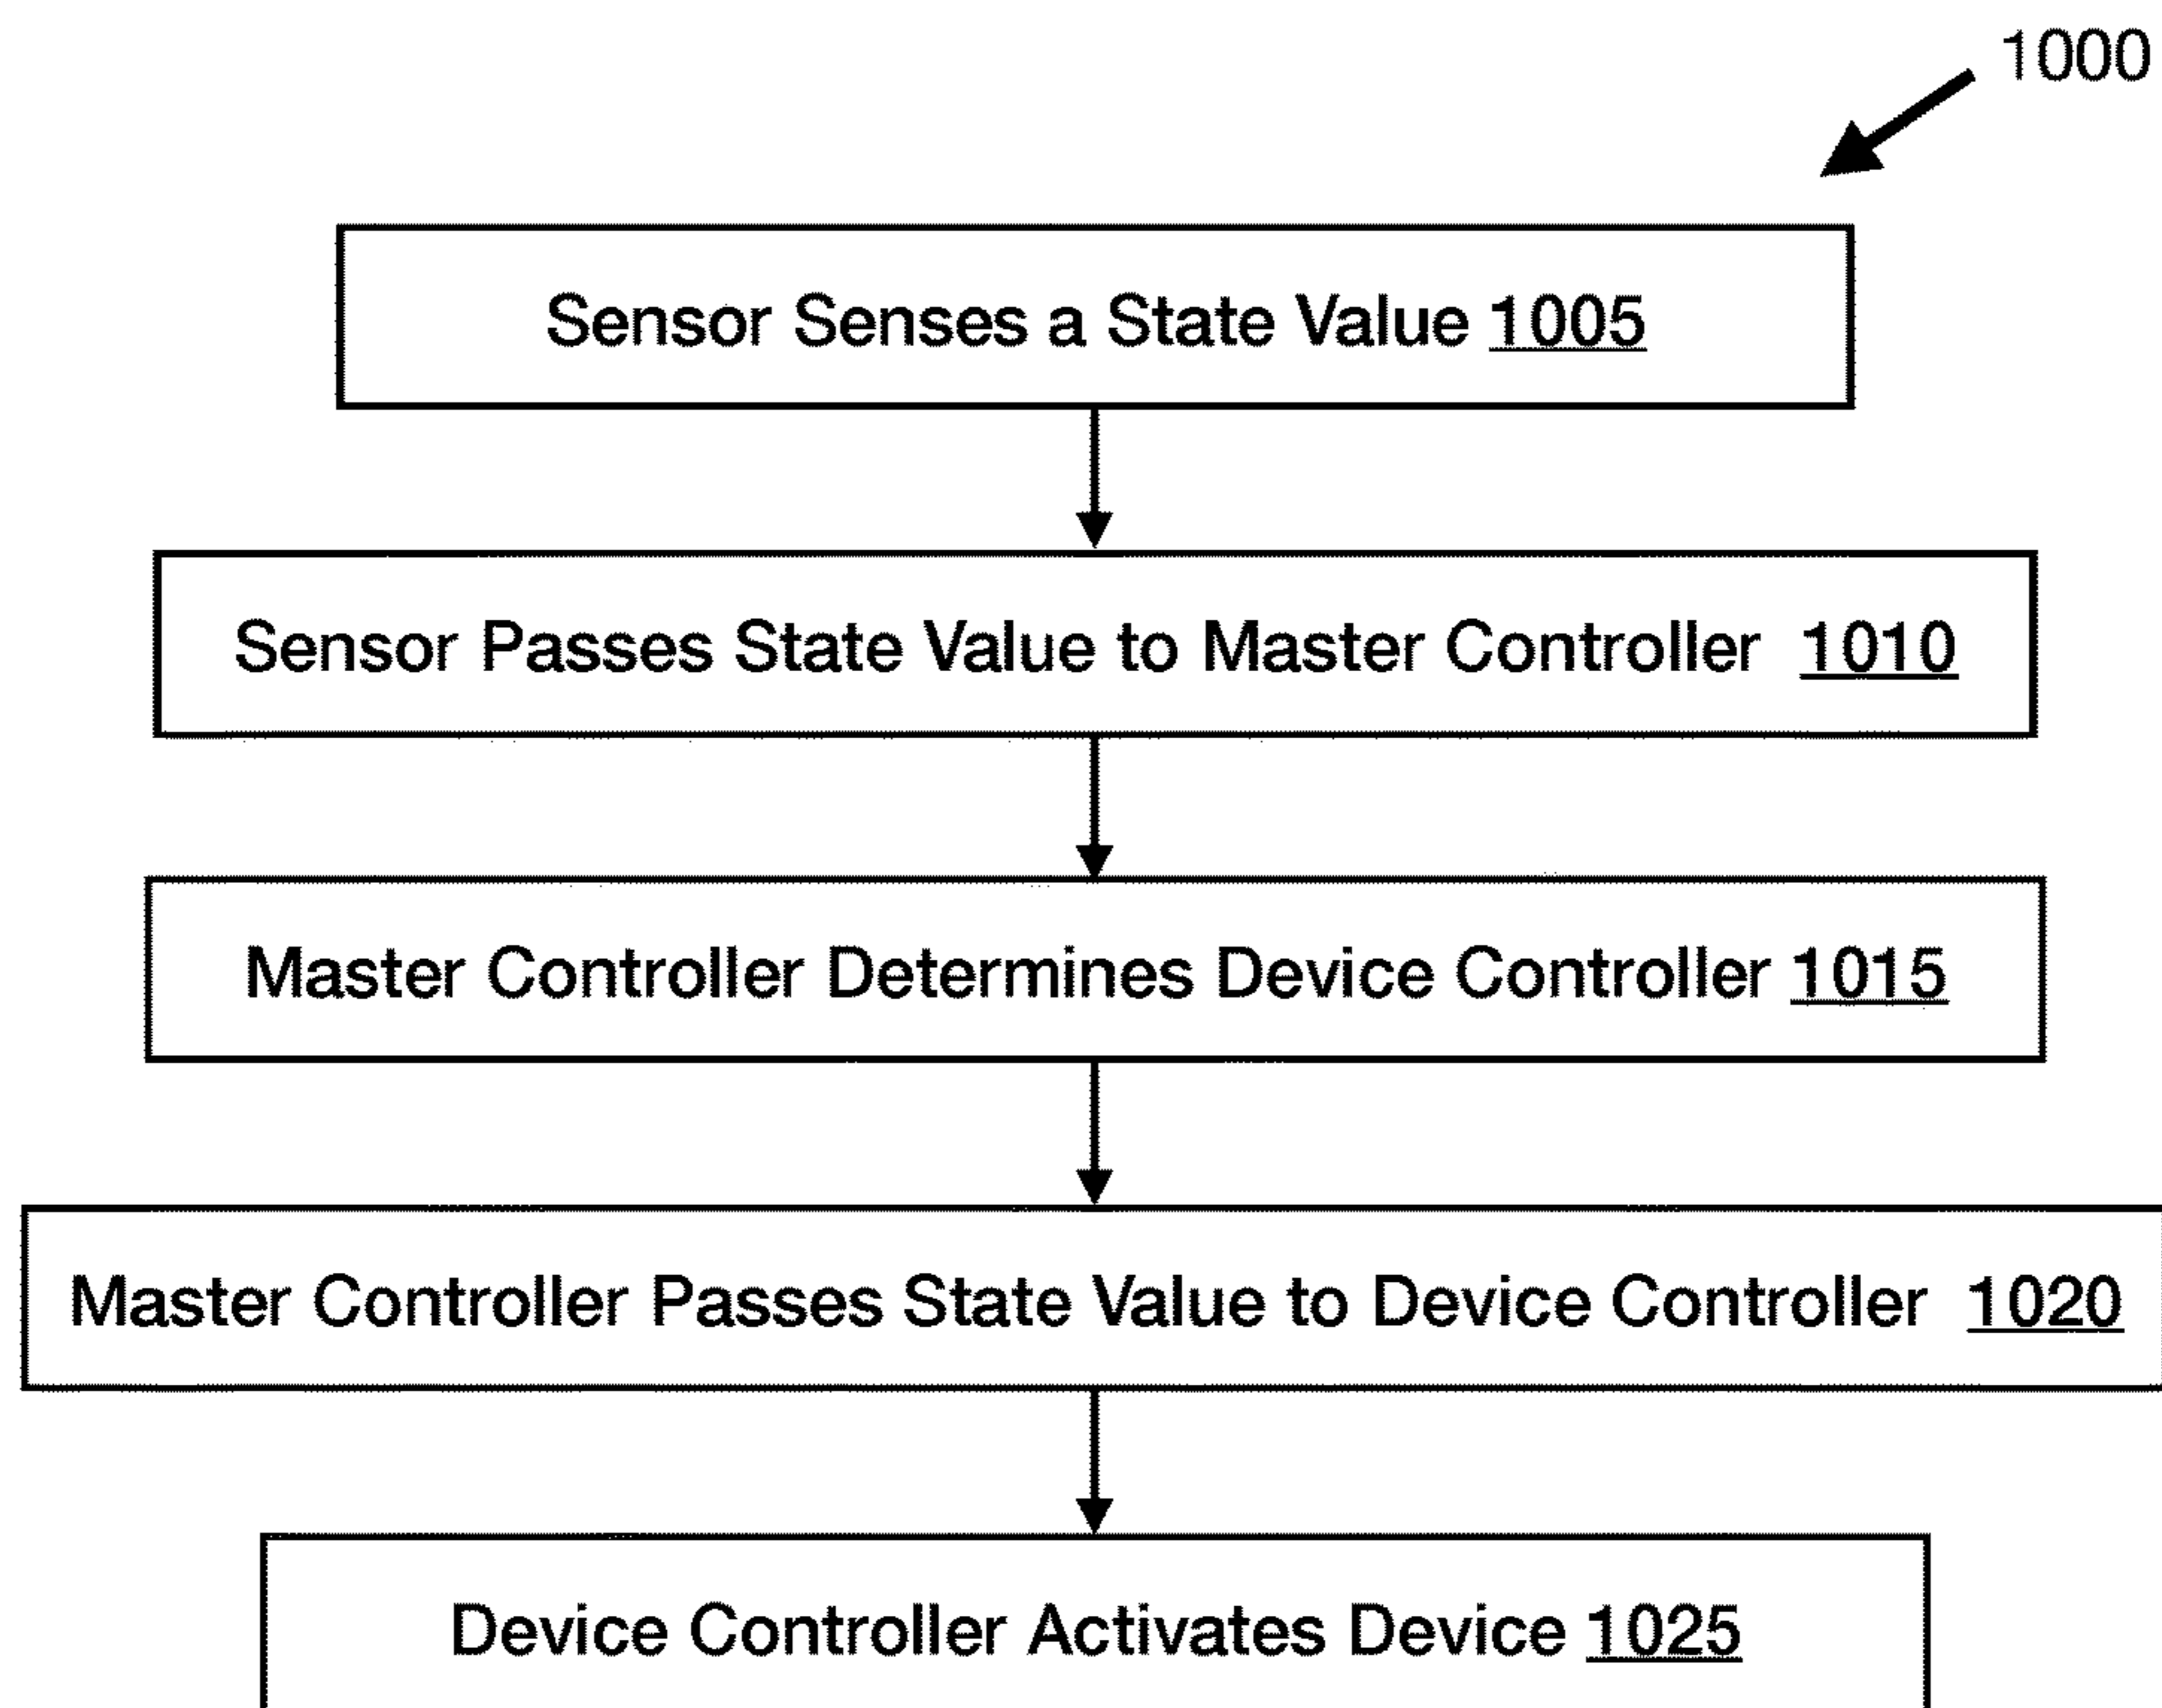 1000
Sensor Senses a State Value 1005
Sensor Passes State Value to Master Controller 1010
Master Controller Determines Device Controller 1015
Master Controller Passes State Value to Device Controller 1020
Device Controller Activates Device 1025